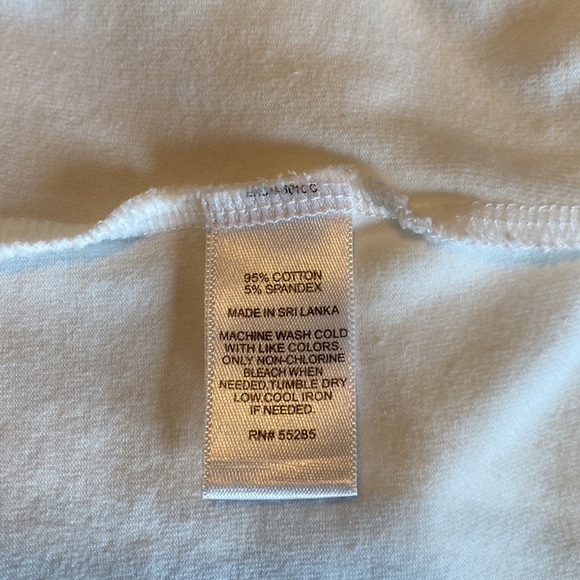 95% COTTON
5% SPANDEX
MADE IN SRI LANKA
MACHINE WASH COLD
WITH LIKE COLORS.
ONLY NON-CHLORINE
BLEACH WHEN
NEEDED,TUMBLE DRY
LOW.COOL IRON
IF NEEDED.
RN# 55285